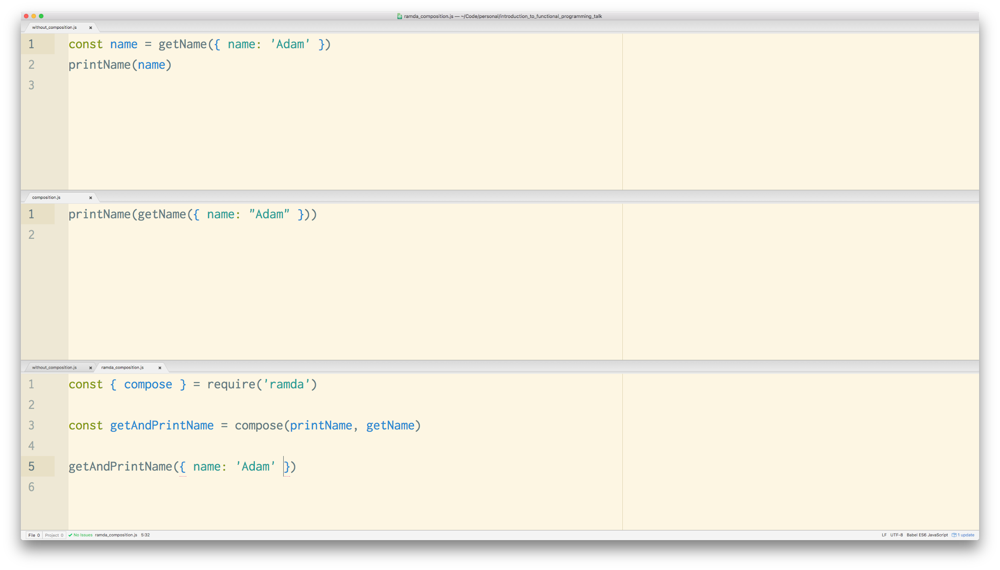 ramda_composition.js — ~/Code/personal/introduction_to_functional_programming_talk
without_composition.js ×
1 const name = getName({ name: 'Adam' })
2 printName(name)
3
composition.js ×
1 printName(getName({ name: "Adam" }))
2
without_composition.js × ramda_composition.js ×
1 const { compose } = require('ramda')
2
3 const getAndPrintName = compose(printName, getName)
4
5 getAndPrintName({ name: 'Adam' })
6
File 0 Project 0 ✓ No Issues ramda_composition.js 5:32 LF UTF-8 Babel ES6 JavaScript 1 update